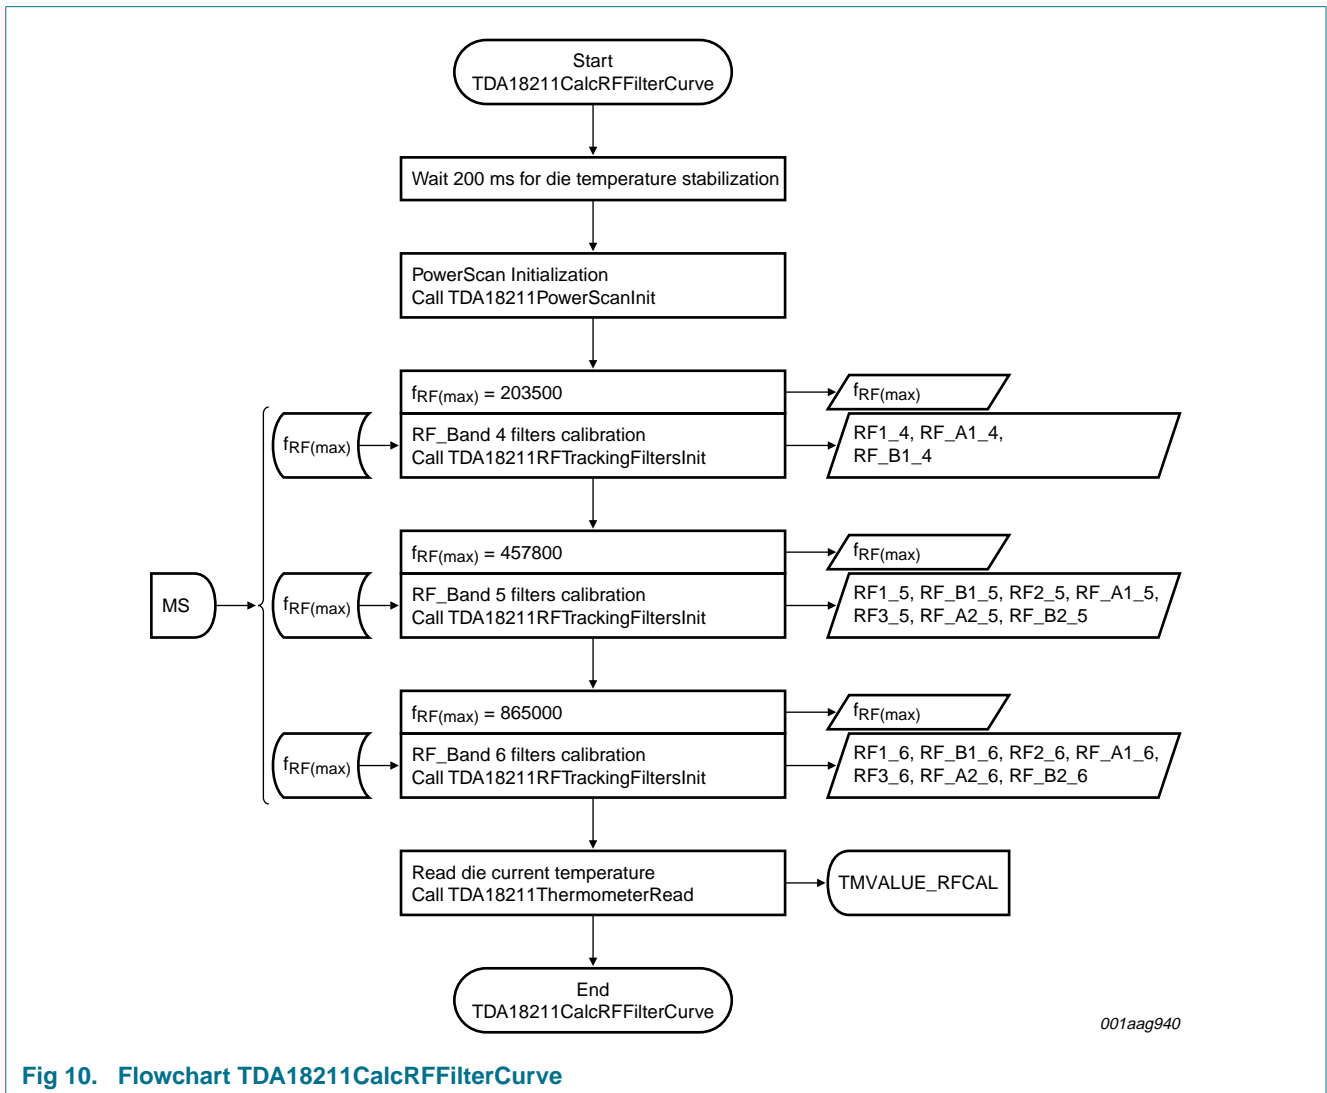 Start
TDA18211CalcRFFilterCurve
Wait 200 ms for die temperature stabilization
PowerScan Initialization
Call TDA18211PowerScanInit
fRF(max) = 203500
fRF(max)
fRF(max)
RF_Band 4 filters calibration
Call TDA18211RFTrackingFiltersInit
RF1_4, RF_A1_4,
RF_B1_4
fRF(max) = 457800
fRF(max)
MS
fRF(max)
RF_Band 5 filters calibration
Call TDA18211RFTrackingFiltersInit
RF1_5, RF_B1_5, RF2_5, RF_A1_5,
RF3_5, RF_A2_5, RF_B2_5
fRF(max) = 865000
fRF(max)
fRF(max)
RF_Band 6 filters calibration
Call TDA18211RFTrackingFiltersInit
RF1_6, RF_B1_6, RF2_6, RF_A1_6,
RF3_6, RF_A2_6, RF_B2_6
Read die current temperature
Call TDA18211ThermometerRead
TMVALUE_RFCAL
End
TDA18211CalcRFFilterCurve
001aag940
Fig 10. Flowchart TDA18211CalcRFFilterCurve